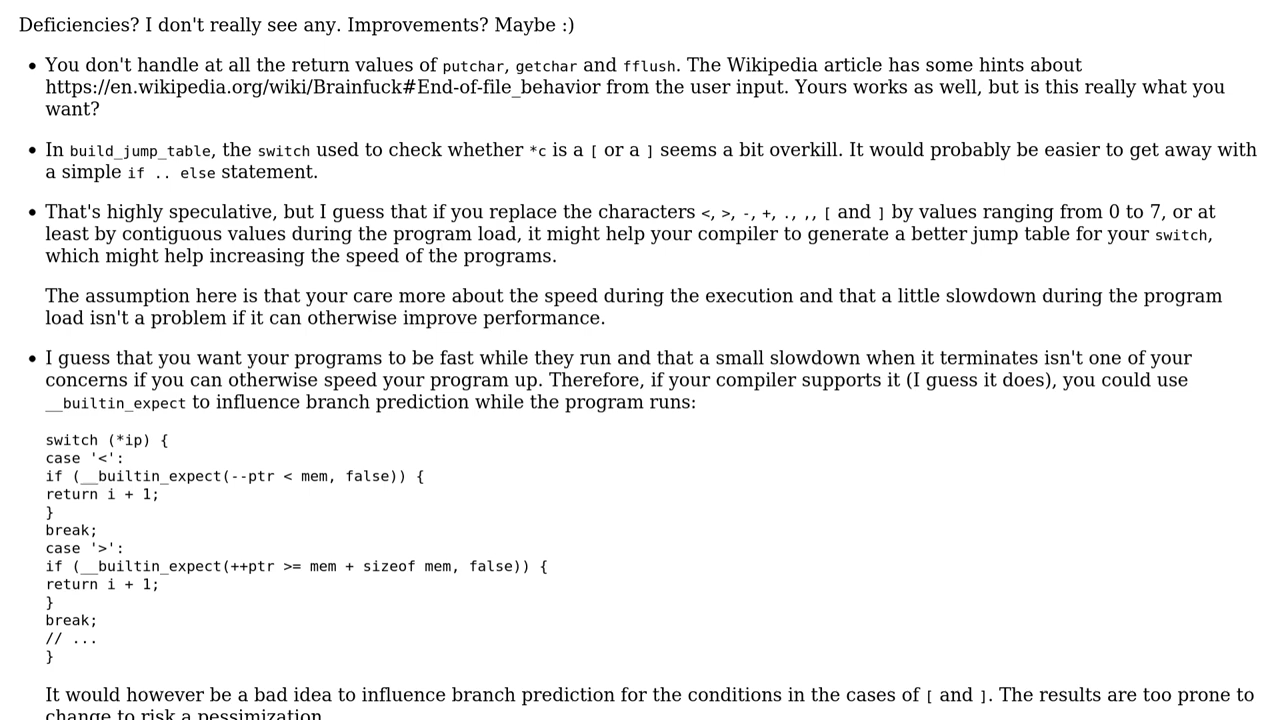 Deficiencies? I don't really see any. Improvements? Maybe :)
• You don't handle at all the return values of putchar, getchar and fflush. The Wikipedia article has some hints about
https://en.wikipedia.org/wiki/Brainfuck#End-of-file_behavior from the user input. Yours works as well, but is this really what you
want?
• In build_jump_table, the switch used to check whether *c is a [ or a ] seems a bit overkill. It would probably be easier to get away with
a simple if .. else statement.
• That's highly speculative, but I guess that if you replace the characters <, >, -, +, ., ,, [ and ] by values ranging from 0 to 7, or at
least by contiguous values during the program load, it might help your compiler to generate a better jump table for your switch,
which might help increasing the speed of the programs.
The assumption here is that your care more about the speed during the execution and that a little slowdown during the program
load isn't a problem if it can otherwise improve performance.
• I guess that you want your programs to be fast while they run and that a small slowdown when it terminates isn't one of your
concerns if you can otherwise speed your program up. Therefore, if your compiler supports it (I guess it does), you could use
__builtin_expect to influence branch prediction while the program runs:
switch (*ip) {
case '<':
if (__builtin_expect(--ptr < mem, false)) {
return i + 1;
}
break;
case '>':
if (__builtin_expect(++ptr >= mem + sizeof mem, false)) {
return i + 1;
}
break;
// ...
}
It would however be a bad idea to influence branch prediction for the conditions in the cases of [ and ]. The results are too prone to
change to risk a pessimization.